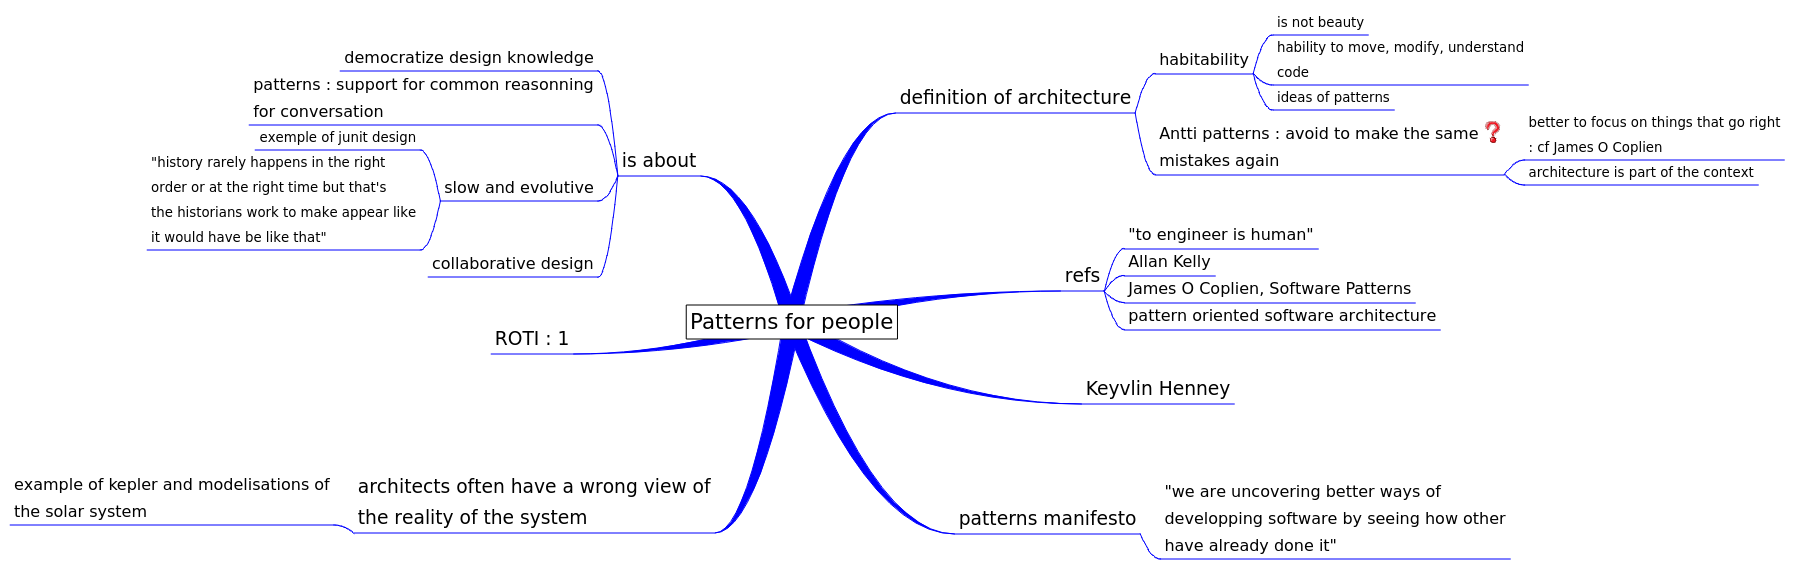 Patterns for people
definition of architecture
habitability
is not beauty
hability to move, modify, understand
code
ideas of patterns
Antti patterns : avoid to make the same
mistakes again
better to focus on things that go right
: cf James O Coplien
architecture is part of the context
refs
"to engineer is human"
Allan Kelly
James O Coplien, Software Patterns
pattern oriented software architecture
Keyvlin Henney
patterns manifesto
"we are uncovering better ways of
developping software by seeing how other
have already done it"
is about
democratize design knowledge
patterns : support for common reasonning
for conversation
slow and evolutive
exemple of junit design
"history rarely happens in the right
order or at the right time but that's
the historians work to make appear like
it would have be like that"
collaborative design
ROTI : 1
architects often have a wrong view of
the reality of the system
example of kepler and modelisations of
the solar system